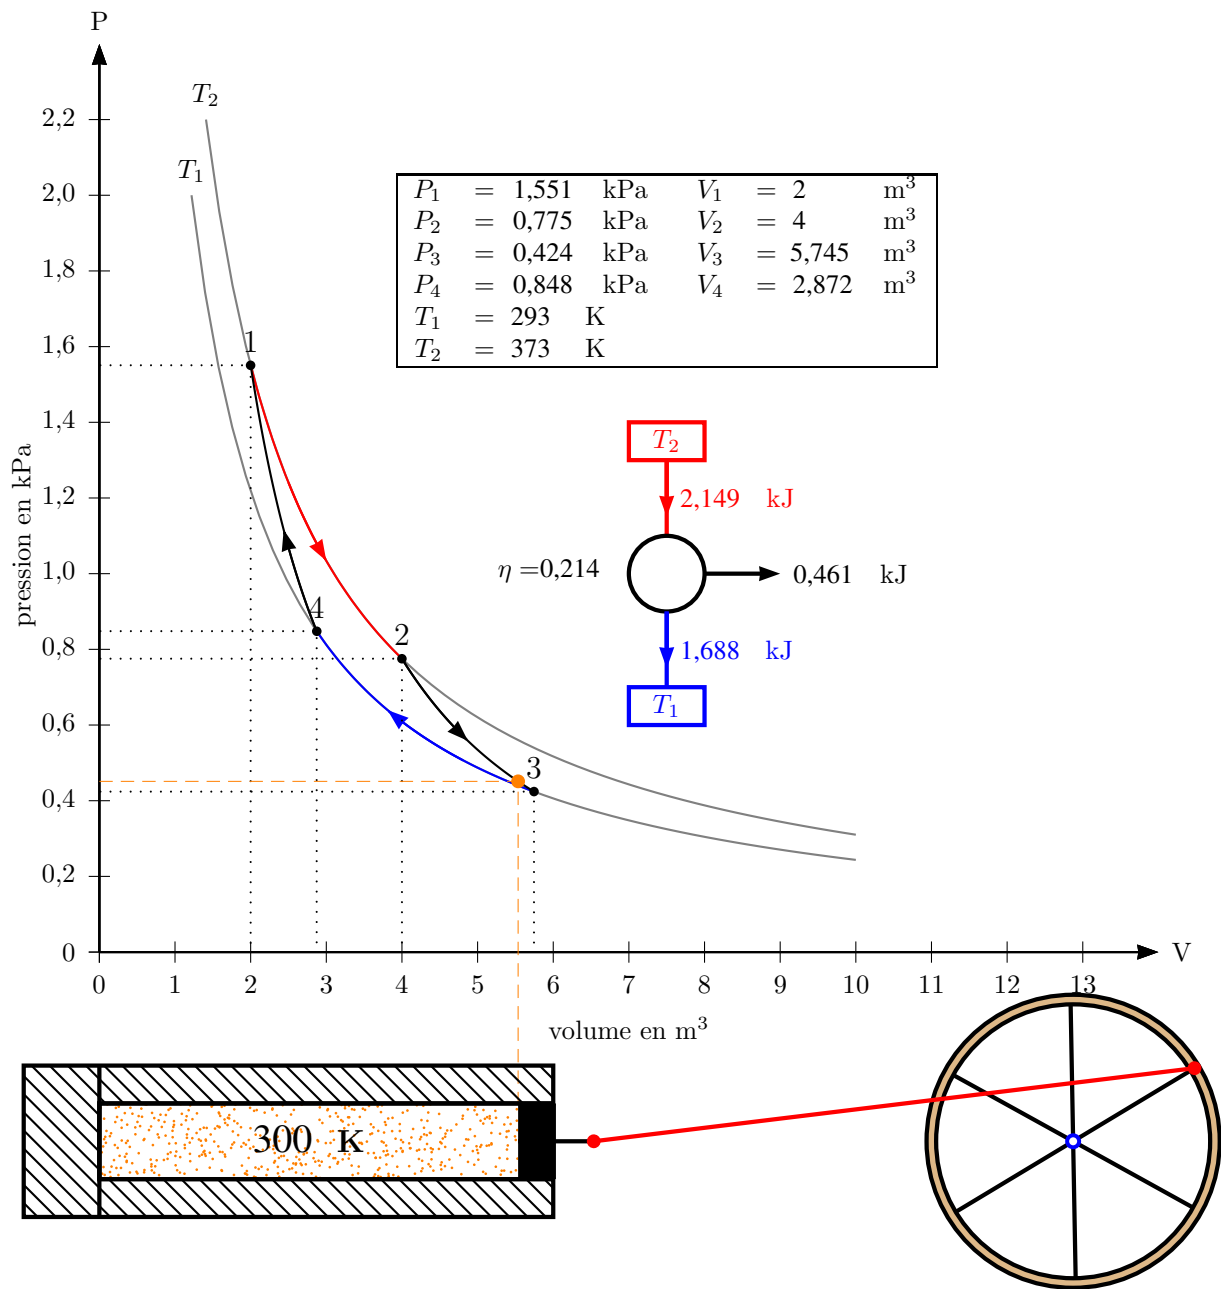 P
T₂
2,2
T₁
2,0
P₁ = 1,551 kPa V₁ = 2 m³
P₂ = 0,775 kPa V₂ = 4 m³
P₃ = 0,424 kPa V₃ = 5,745 m³
P₄ = 0,848 kPa V₄ = 2,872 m³
T₁ = 293 K
T₂ = 373 K
1,8
1,6
1
1,4
T₂
pression en kPa
1,2
2,149 kJ
1,0
η =0,214
0,461 kJ
4
2
0,8
1,688 kJ
T₁
0,6
3
0,4
0,2
0
V
0 1 2 3 4 5 6 7 8 9 10 11 12 13
volume en m³
300 K